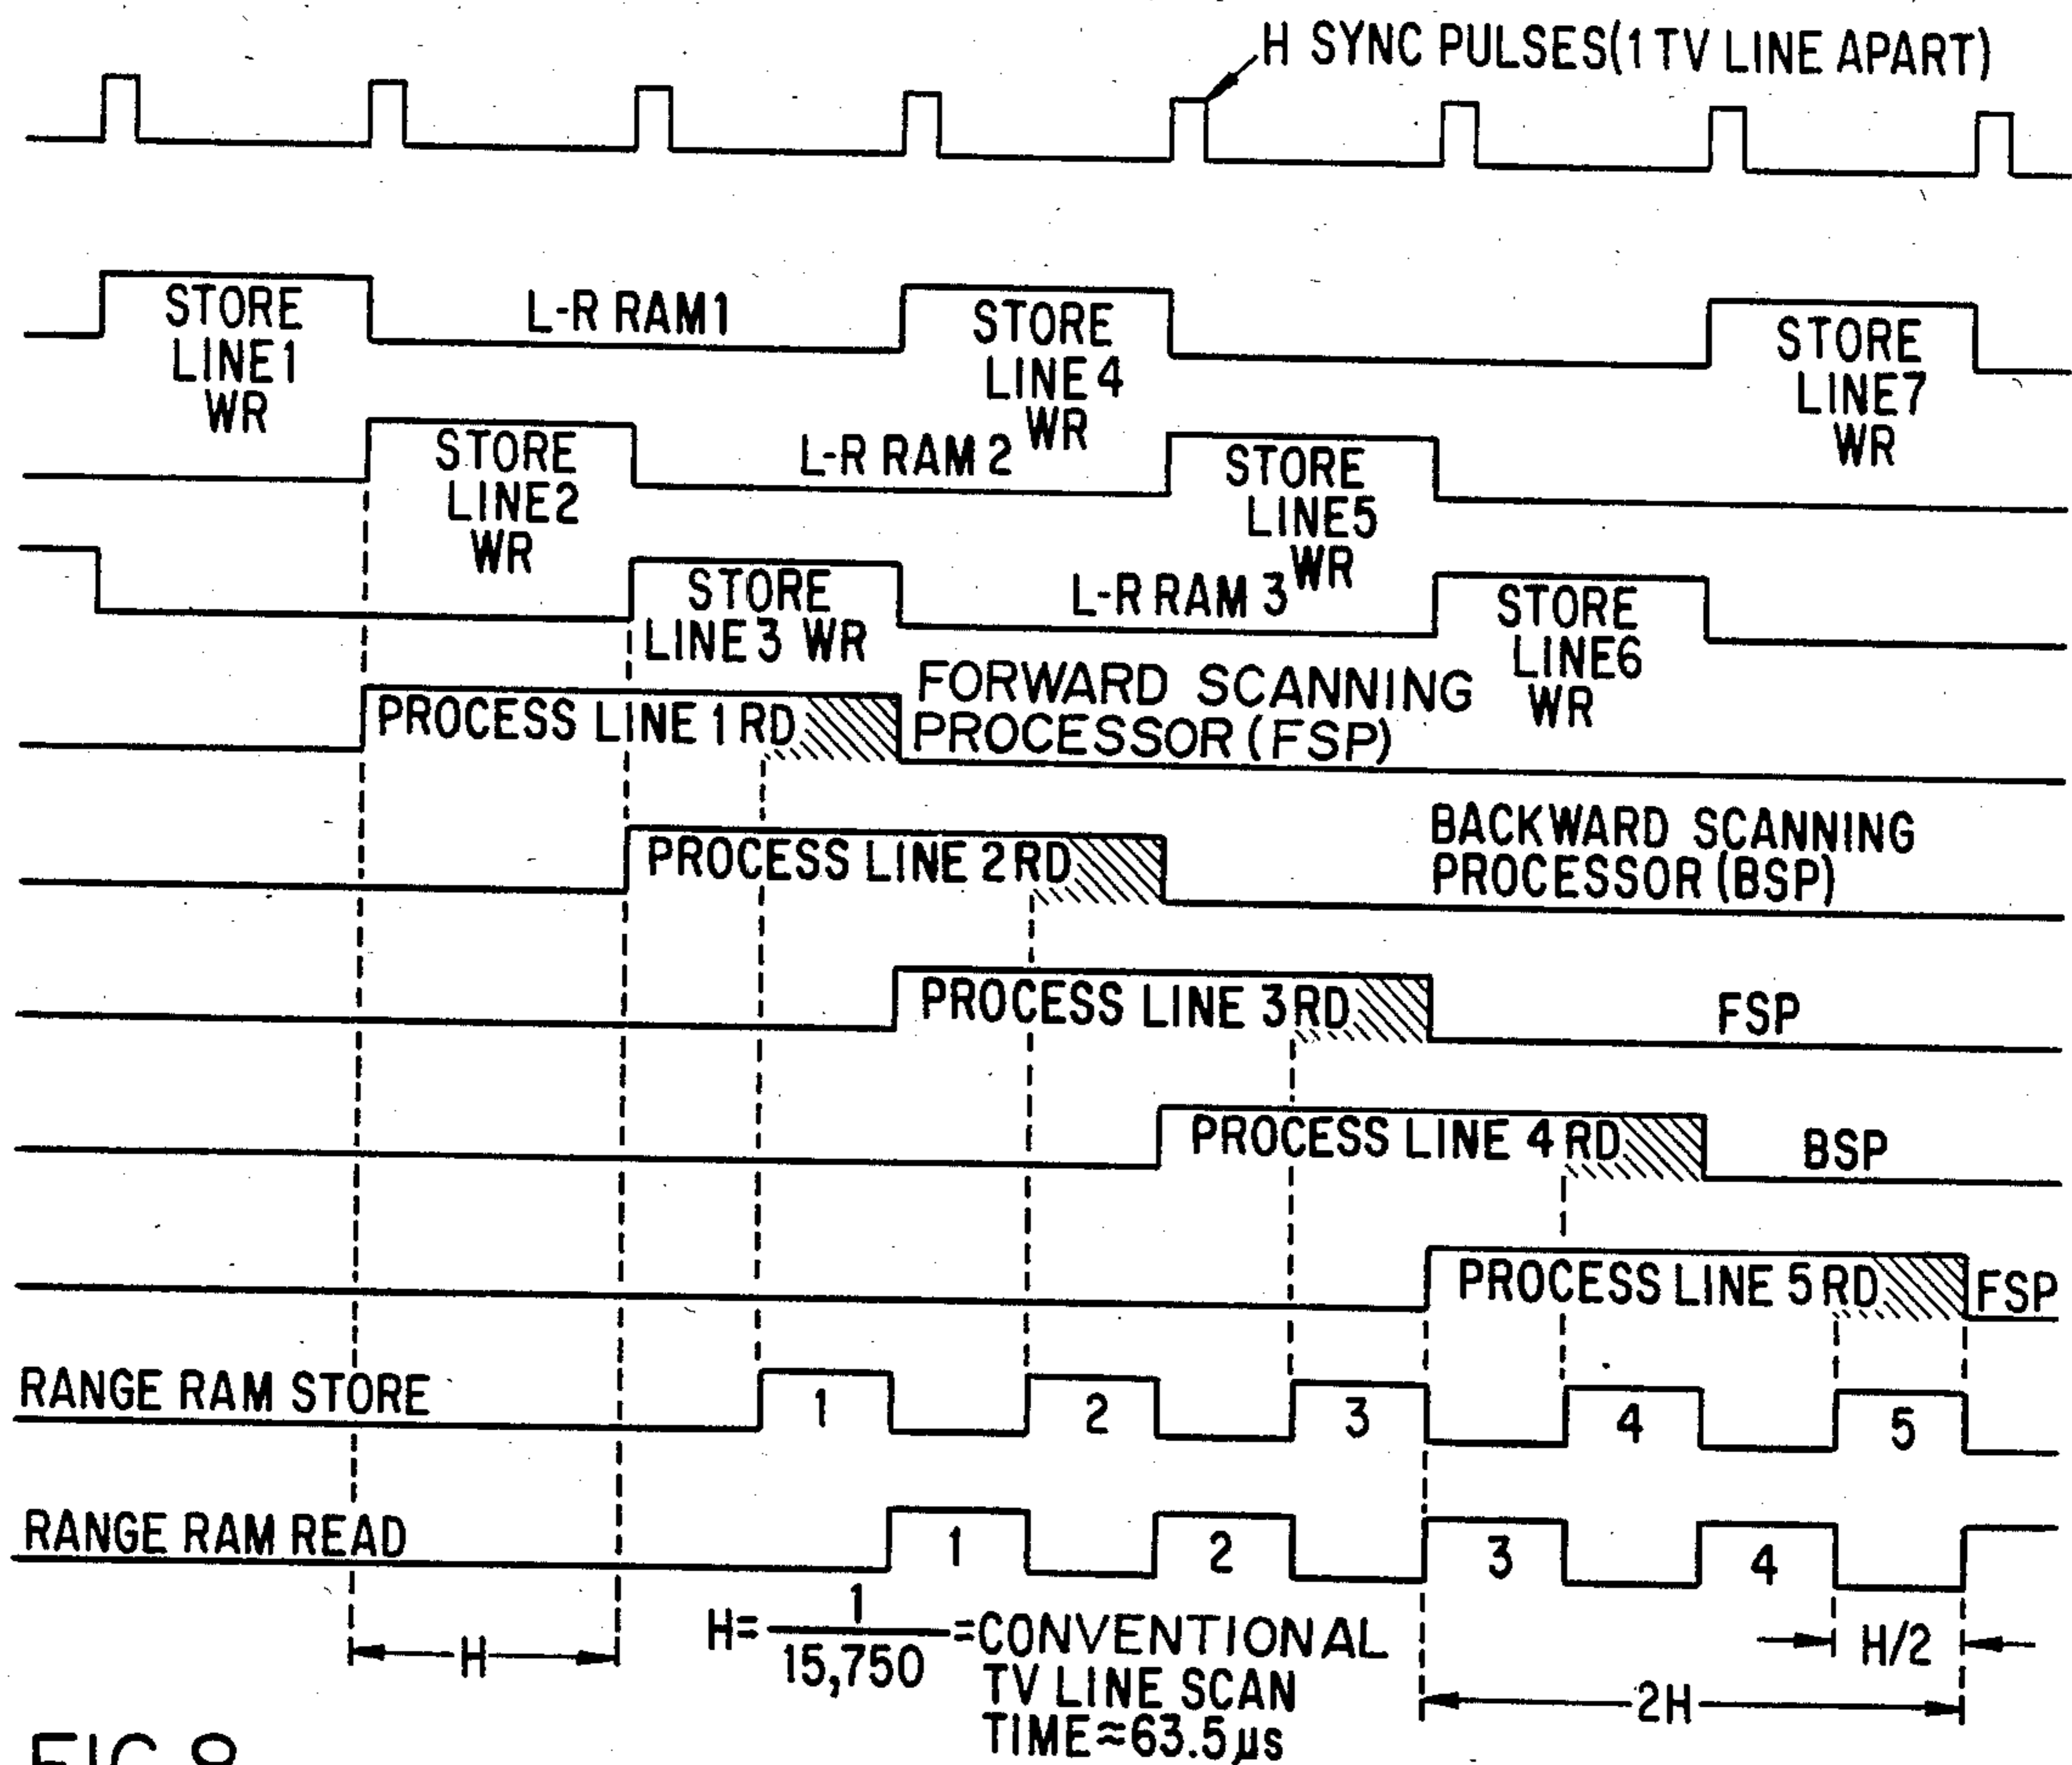 H SYNC PULSES(1 TV LINE APART)
STORE
LINE1
WR
L-R RAM1
STORE
LINE4
WR
STORE
LINE7
WR
STORE
LINE2
WR
L-R RAM 2
STORE
LINE5
WR
STORE
LINE3 WR
L-R RAM 3
STORE
LINE6
WR
PROCESS LINE 1 RD
FORWARD SCANNING
PROCESSOR (FSP)
PROCESS LINE 2 RD
BACKWARD SCANNING
PROCESSOR (BSP)
PROCESS LINE 3 RD
FSP
PROCESS LINE 4 RD
BSP
PROCESS LINE 5 RD
FSP
RANGE RAM STORE
1 2 3 4 5
RANGE RAM READ
1 2 3 4
H
H= 1/15,750 =CONVENTIONAL
TV LINE SCAN
TIME≈63.5µs
H/2
2H